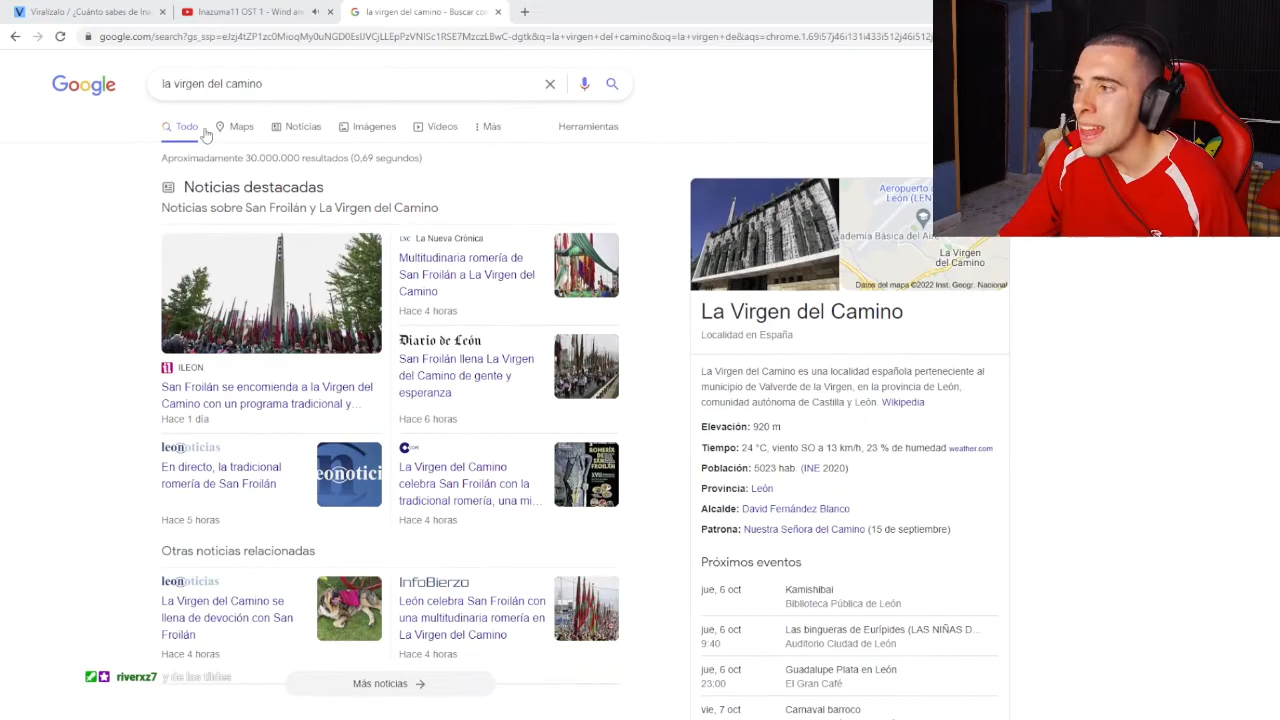 Viralízalo / ¿Cuánto sabes de Ina
Inazuma11 OST 1 - Wind an
la virgen del camino - Buscar co
Google
la virgen del camino
Todo
Maps
Noticias
Imágenes
Vídeos
Más
Herramientas
Aproximadamente 30.000.000 resultados (0,69 segundos)
Noticias destacadas
Noticias sobre San Froilán y La Virgen del Camino
ILEON
San Froilán se encomienda a la Virgen del
Camino con un programa tradicional y…
Hace 1 día
LNC La Nueva Crónica
Multitudinaria romería de
San Froilán a La Virgen del
Camino
Hace 4 horas
Diario de León
San Froilán llena La Virgen
del Camino de gente y
esperanza
Hace 6 horas
leonoticias
En directo, la tradicional
romería de San Froilán
Hace 5 horas
La Virgen del Camino
celebra San Froilán con la
tradicional romería, una mi…
Hace 4 horas
Otras noticias relacionadas
leonoticias
La Virgen del Camino se
llena de devoción con San
Froilán
Hace 4 horas
InfoBierzo
León celebra San Froilán con
una multitudinaria romería en
La Virgen del Camino
Hace 4 horas
riverxz7 y de las tildes
Más noticias
Aeropuerto de
León (LEN
ademia Básica del Aire
La Virgen
del Camino
Datos del mapa ©2022 Inst. Geogr. Nacional
La Virgen del Camino
Localidad en España
La Virgen del Camino es una localidad española perteneciente al
municipio de Valverde de la Virgen, en la provincia de León,
comunidad autónoma de Castilla y León. Wikipedia
Elevación: 920 m
Tiempo: 24 °C, viento SO a 13 km/h, 23 % de humedad weather.com
Población: 5023 hab. (INE 2020)
Provincia: León
Alcalde: David Fernández Blanco
Patrona: Nuestra Señora del Camino (15 de septiembre)
Próximos eventos
jue, 6 oct
Kamishibai
Biblioteca Pública de León
jue, 6 oct
9:40
Las bingueras de Eurípides (LAS NIÑAS D…
Auditorio Ciudad de León
jue, 6 oct
23:00
Guadalupe Plata en León
El Gran Café
vie, 7 oct
Carnaval barroco